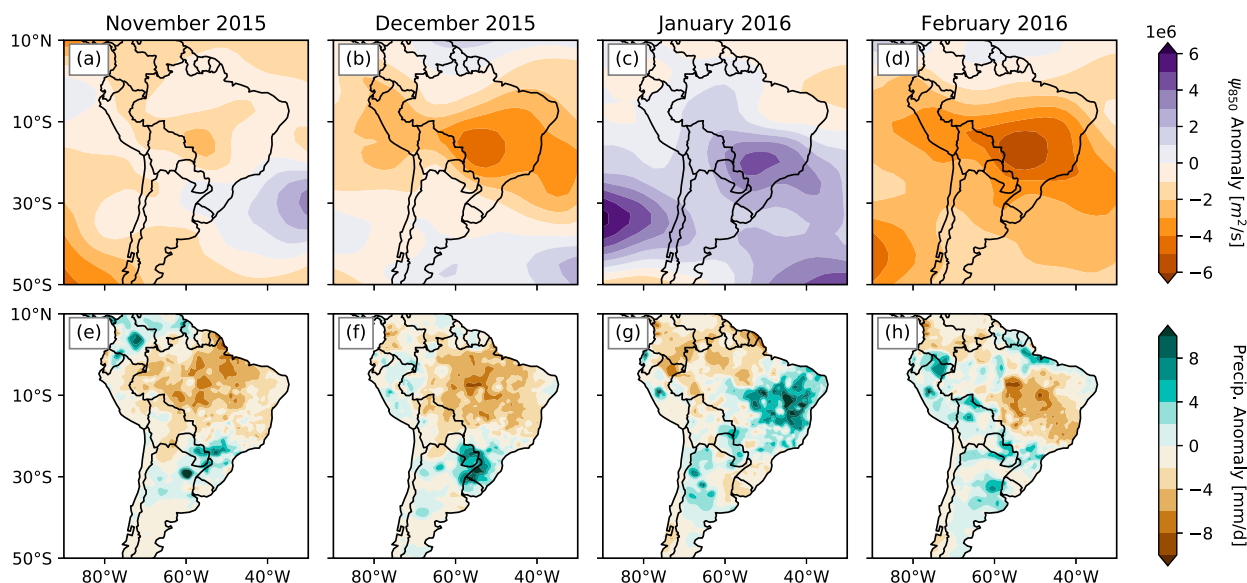 November 2015
December 2015
January 2016
February 2016
1e6
10°N
10°S
30°S
50°S
(a)
(b)
(c)
(d)
6
4
2
0
−2
−4
−6
ψ850 Anomaly [m²/s]
10°N
10°S
30°S
50°S
(e)
(f)
(g)
(h)
8
4
0
−4
−8
Precip. Anomaly [mm/d]
80°W 60°W 40°W
80°W 60°W 40°W
80°W 60°W 40°W
80°W 60°W 40°W